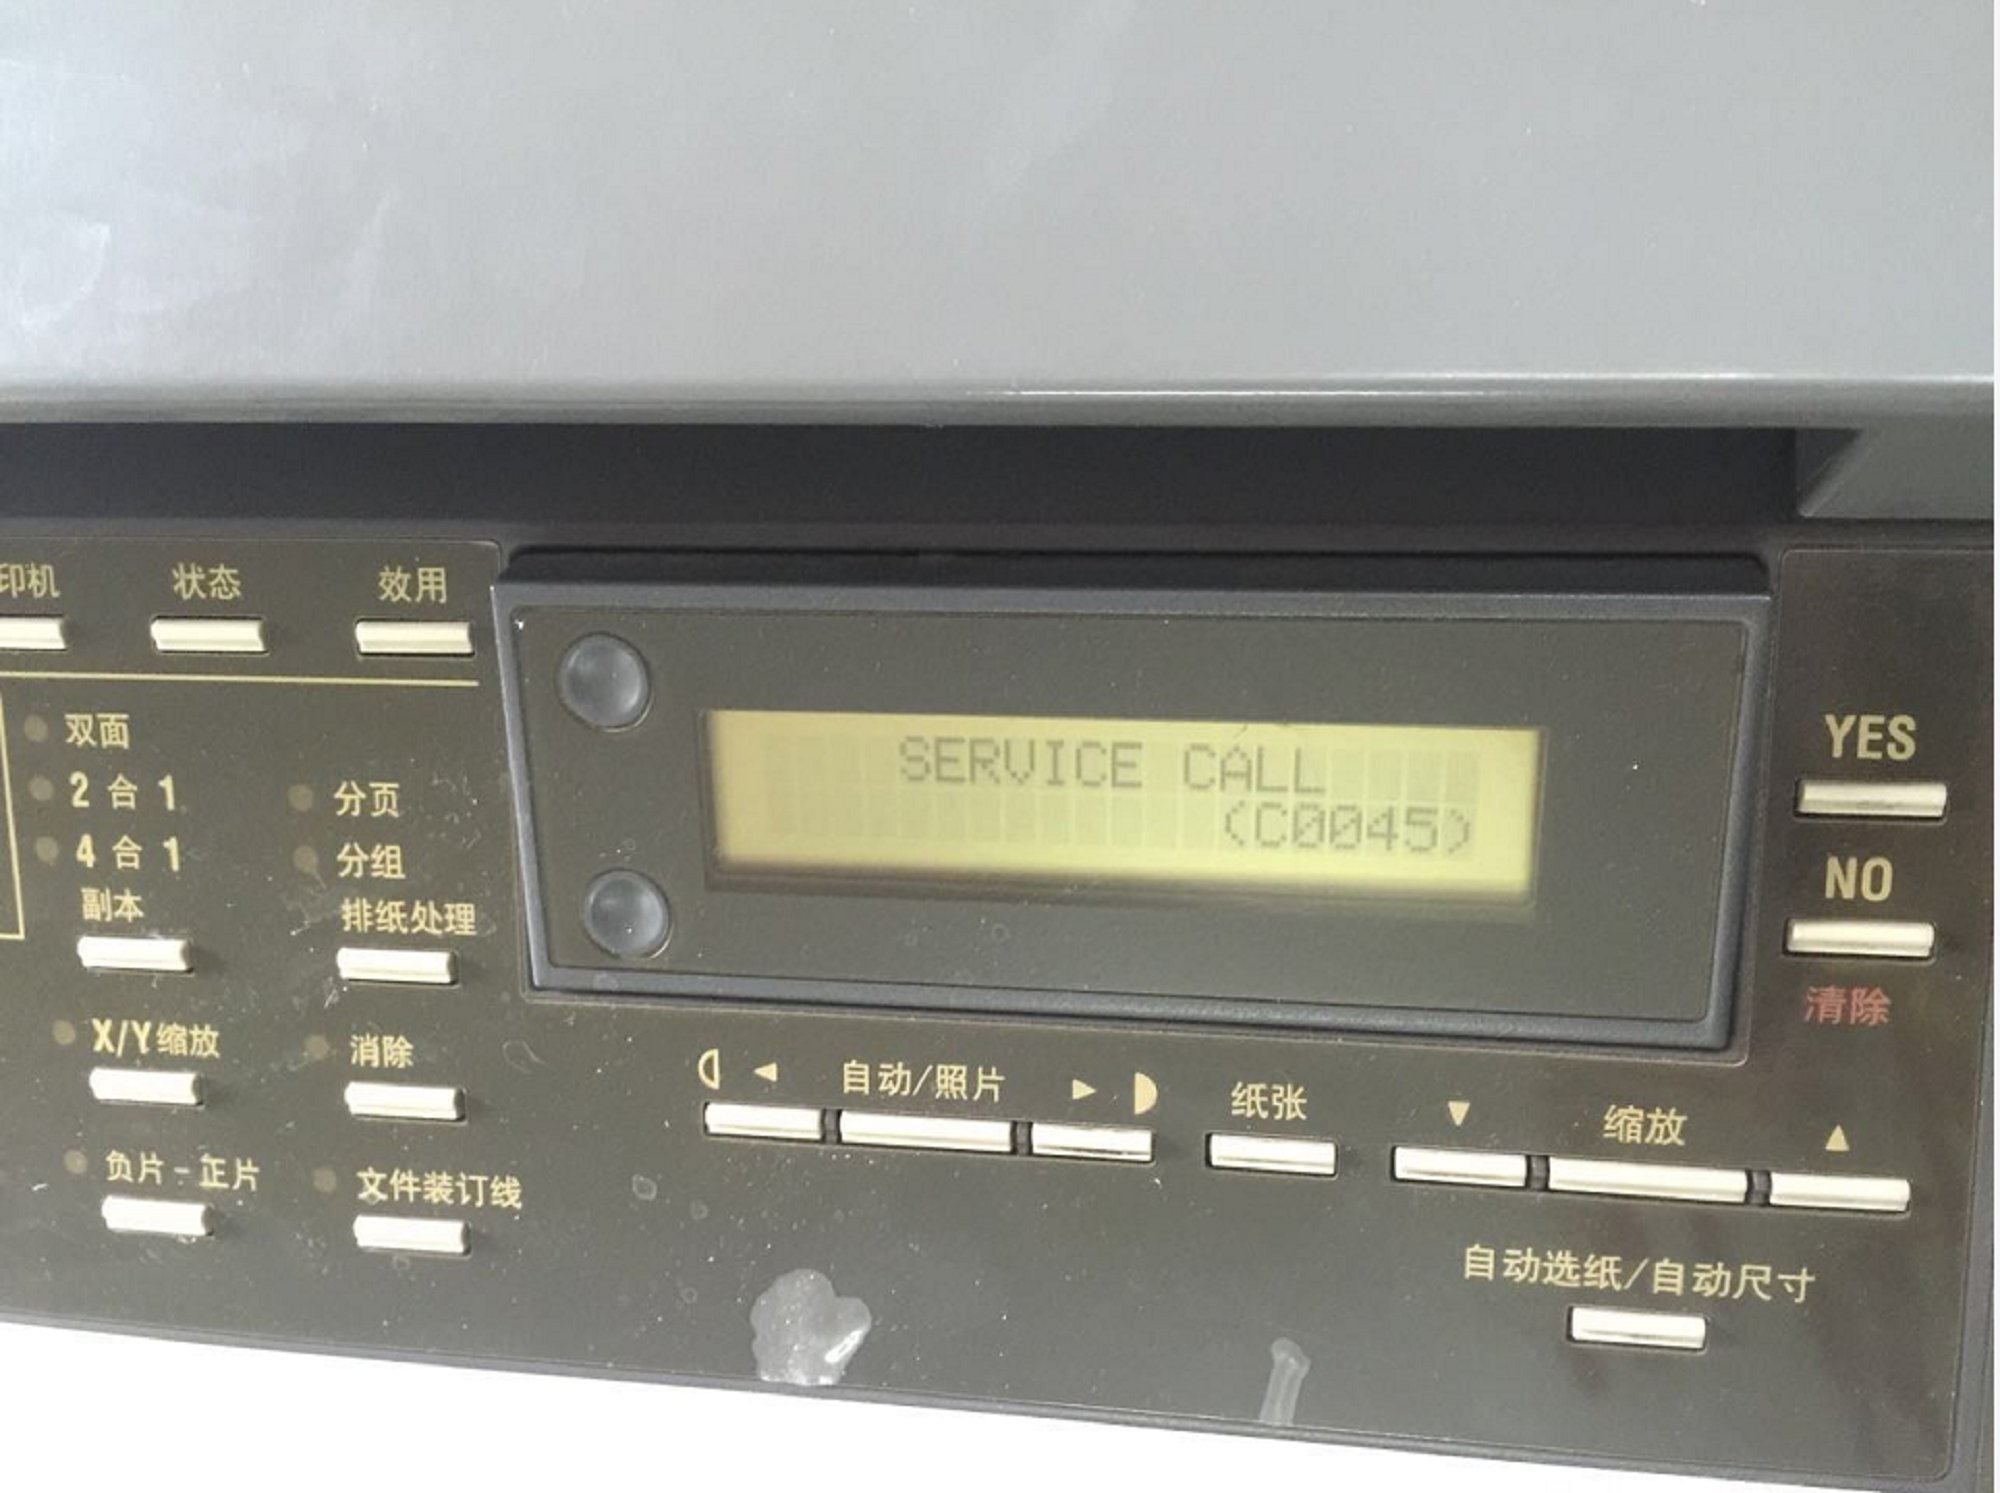 印机
状态
效用
双面
2 合 1
4 合 1
副本
分页
分组
排纸处理
X/Y缩放
消除
负片-正片
文件装订线
SERVICE CALL
(C0045)
YES
NO
清除
自动/照片
纸张
缩放
自动选纸/自动尺寸